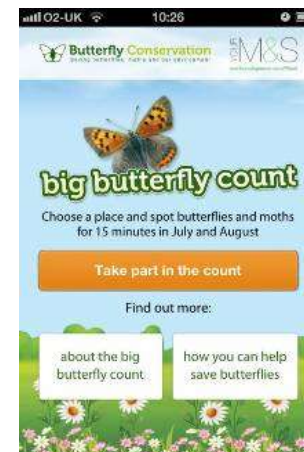 O2-UK 10:26
Butterfly Conservation
YOUR M&S
big butterfly count
Choose a place and spot butterflies and moths
for 15 minutes in July and August
Take part in the count
Find out more:
about the big
butterfly count
how you can help
save butterflies